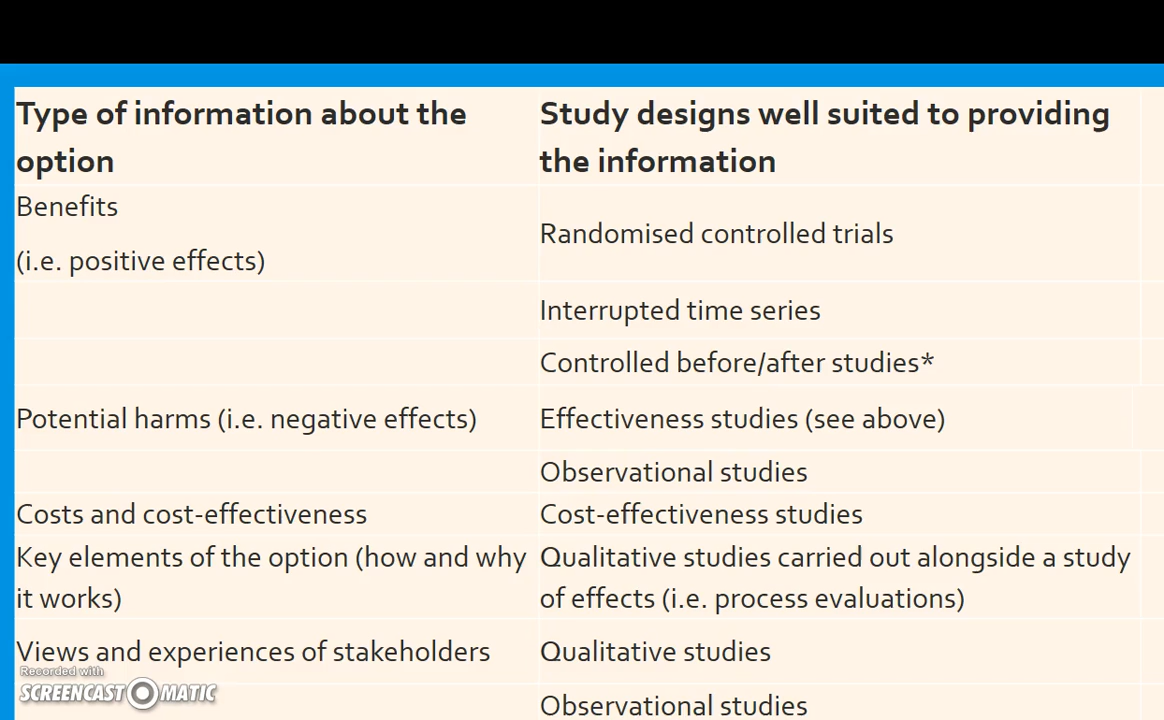 Type of information about the
option
Study designs well suited to providing
the information
Benefits
(i.e. positive effects)
Randomised controlled trials
Interrupted time series
Controlled before/after studies*
Potential harms (i.e. negative effects)
Effectiveness studies (see above)
Observational studies
Costs and cost-effectiveness
Cost-effectiveness studies
Key elements of the option (how and why
it works)
Qualitative studies carried out alongside a study
of effects (i.e. process evaluations)
Views and experiences of stakeholders
Qualitative studies
Observational studies
Recorded with
SCREENCAST MATIC